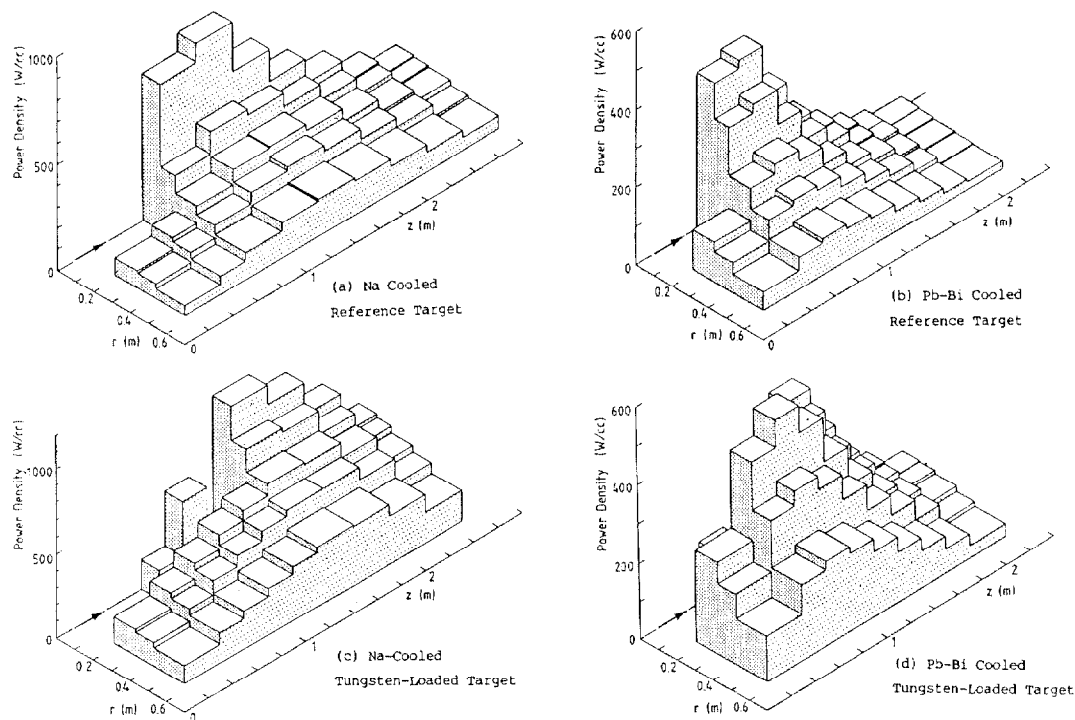 Power Density (W/cc)
1000
500
0
0.2
0.4
0.6
r (m)
0
1
2
z (m)
(a) Na Cooled
Reference Target
Power Density (W/cc)
600
400
200
0
0.2
0.4
0.6
r (m)
0
1
2
z (m)
(b) Pb-Bi Cooled
Reference Target
Power Density (W/cc)
1000
500
0
0.2
0.4
0.6
r (m)
0
1
2
z (m)
(c) Na-Cooled
Tungsten-Loaded Target
Power Density (W/cc)
600
400
200
0
0.2
0.4
0.6
r (m)
0
1
2
z (m)
(d) Pb-Bi Cooled
Tungsten-Loaded Target